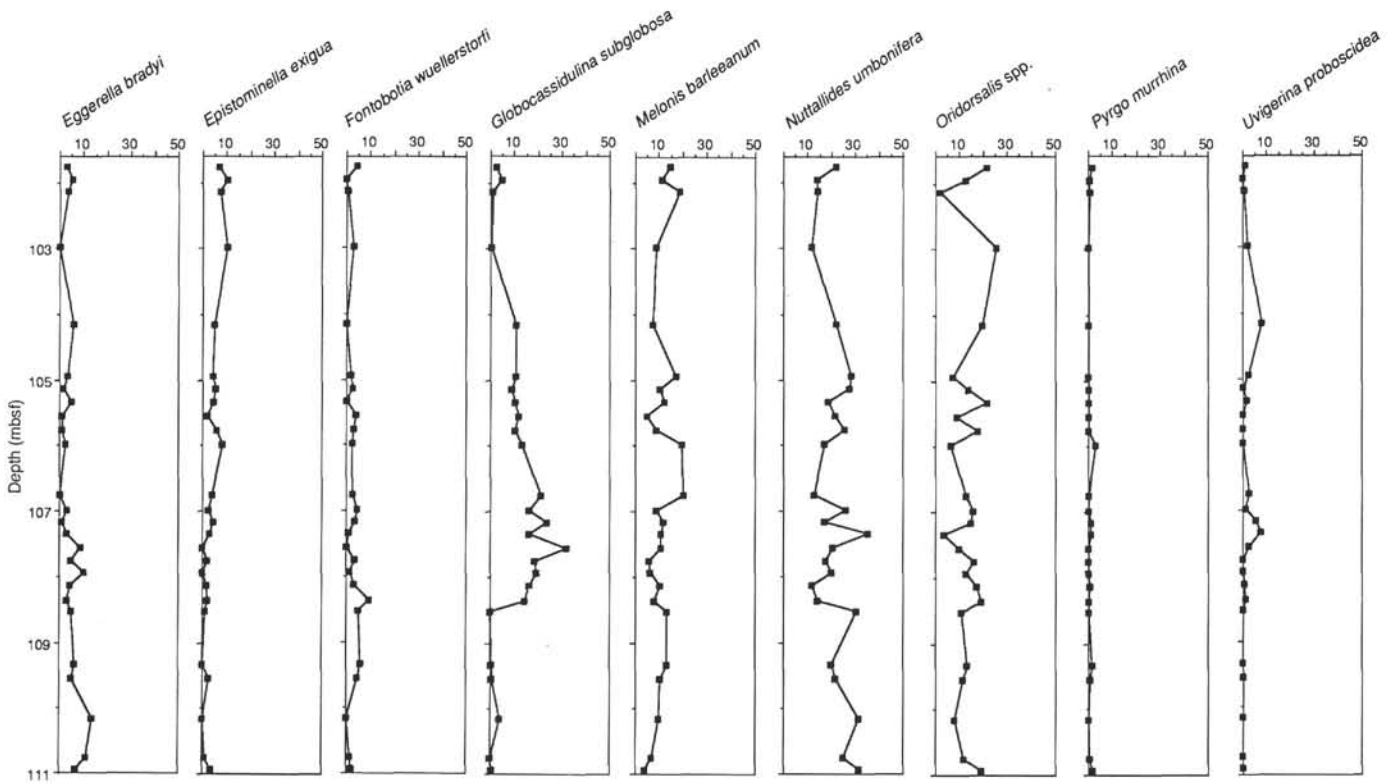 Eggerella bradyi
Epistominella exigua
Fontobotia wuellerstorfi
Globocassidulina subglobosa
Melonis barleeanum
Nuttallides umbonifera
Oridorsalis spp.
Pyrgo murrhina
Uvigerina proboscidea
10 30 50 10 30 50 10 30 50 10 30 50 10 30 50 10 30 50 10 30 50 10 30 50 10 30 50
103
105
Depth (mbsf)
107
109
111